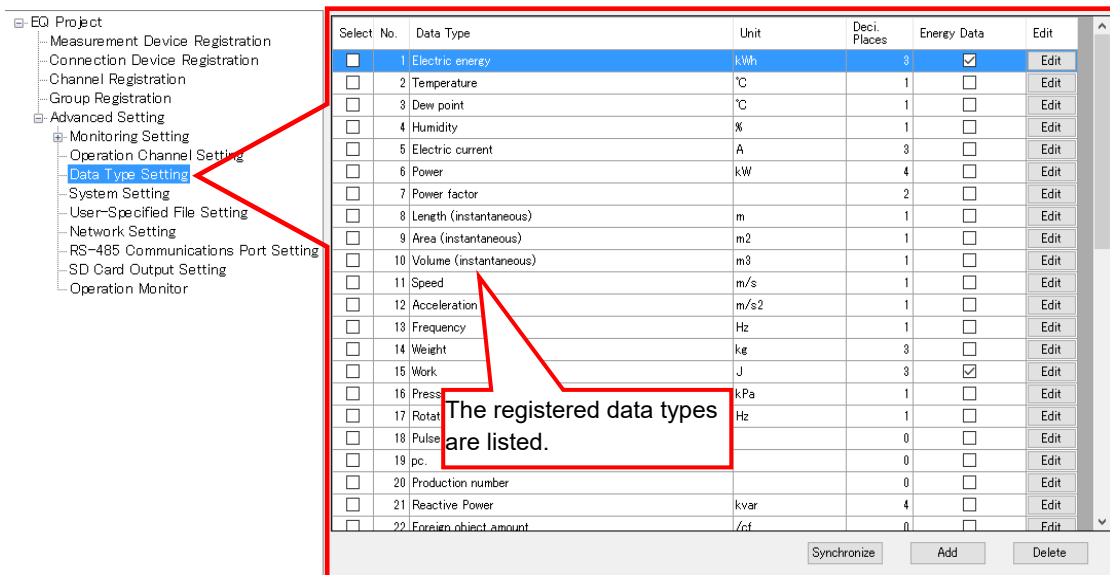 EQ Project
Measurement Device Registration
Connection Device Registration
Channel Registration
Group Registration
Advanced Setting
Monitoring Setting
Operation Channel Setting
Data Type Setting
System Setting
User-Specified File Setting
Network Setting
RS-485 Communications Port Setting
SD Card Output Setting
Operation Monitor
Select No. Data Type Unit Deci. Places Energy Data Edit
1 Electric energy kWh 3 Edit
2 Temperature ℃ 1 Edit
3 Dew point ℃ 1 Edit
4 Humidity % 1 Edit
5 Electric current A 3 Edit
6 Power kW 4 Edit
7 Power factor 2 Edit
8 Length (instantaneous) m 1 Edit
9 Area (instantaneous) m2 1 Edit
10 Volume (instantaneous) m3 1 Edit
11 Speed m/s 1 Edit
12 Acceleration m/s2 1 Edit
13 Frequency Hz 1 Edit
14 Weight kg 3 Edit
15 Work J 3 Edit
16 Press kPa 1 Edit
17 Rotat Hz 1 Edit
18 Pulse 0 Edit
19 pc. 0 Edit
20 Production number 0 Edit
21 Reactive Power kvar 4 Edit
22 Foreign object amount /cf 0 Edit
The registered data types
are listed.
Synchronize Add Delete